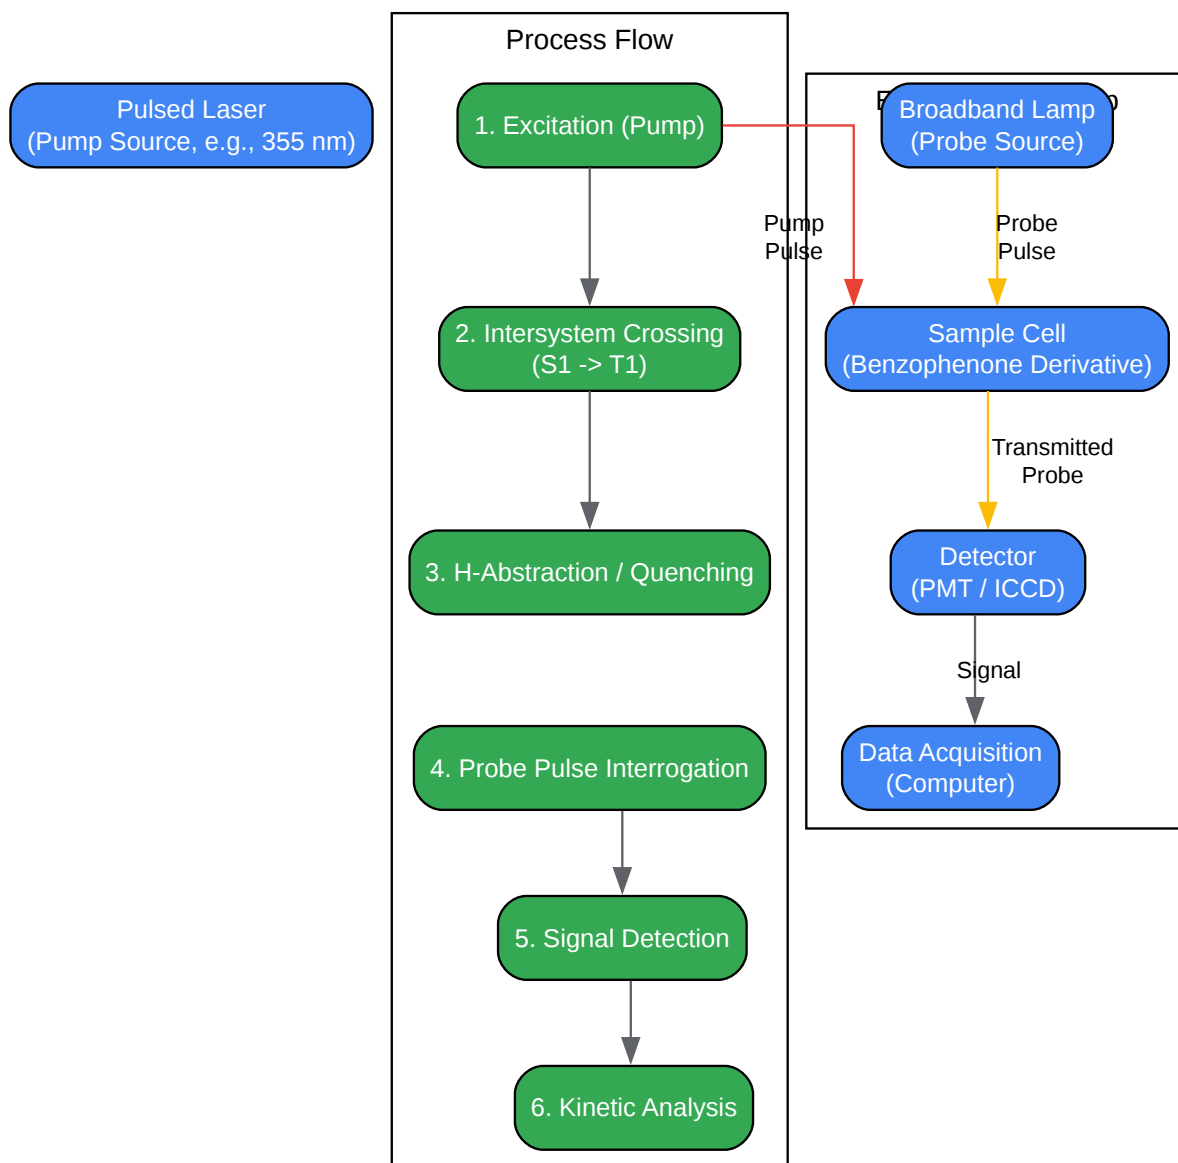 Process Flow
Pulsed Laser
(Pump Source, e.g., 355 nm)
1. Excitation (Pump)
Broadband Lamp
(Probe Source)
Pump
Pulse
Probe
Pulse
2. Intersystem Crossing
(S1 -> T1)
Sample Cell
(Benzophenone Derivative)
Transmitted
Probe
3. H-Abstraction / Quenching
Detector
(PMT / ICCD)
Signal
4. Probe Pulse Interrogation
Data Acquisition
(Computer)
5. Signal Detection
6. Kinetic Analysis